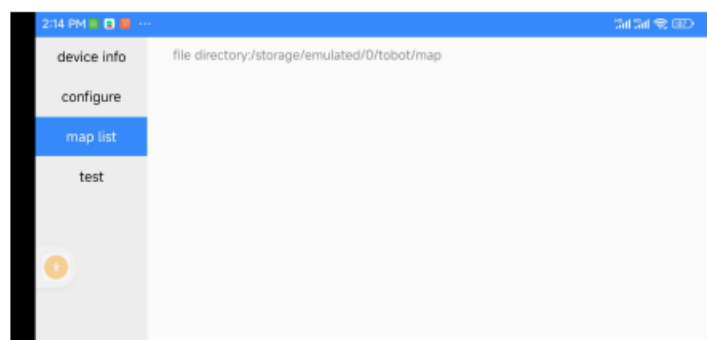 2:14 PM
device info
file directory:/storage/emulated/0/tobot/map
configure
map list
test